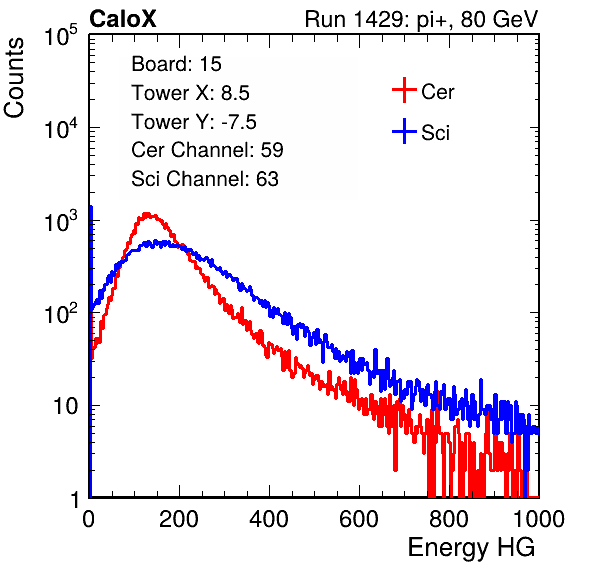 CaloX Run 1429: pi+, 80 GeV
Board: 15
Tower X: 8.5
Tower Y: -7.5
Cer Channel: 59
Sci Channel: 63
Cer
Sci
Counts
10^5
10^4
10^3
10^2
10
1
0 200 400 600 800 1000
Energy HG